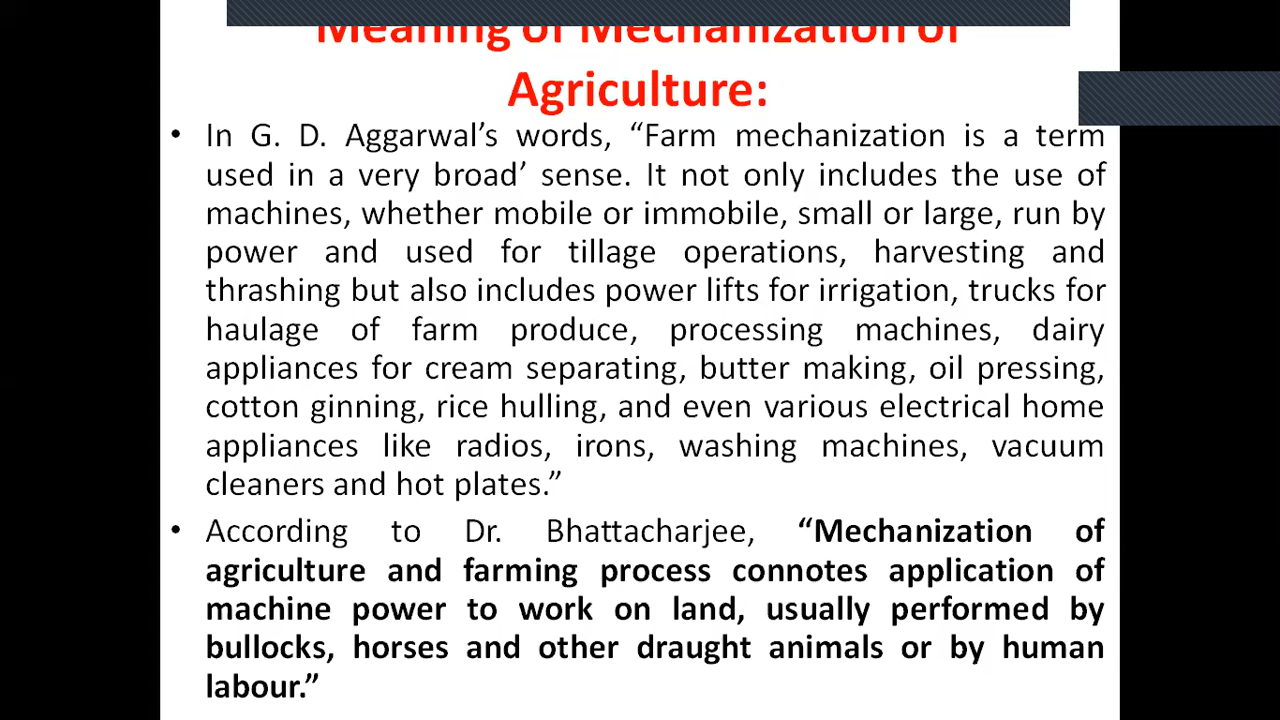 Meaning of Mechanization of
Agriculture:
• In G. D. Aggarwal’s words, “Farm mechanization is a term
used in a very broad’ sense. It not only includes the use of
machines, whether mobile or immobile, small or large, run by
power and used for tillage operations, harvesting and
thrashing but also includes power lifts for irrigation, trucks for
haulage of farm produce, processing machines, dairy
appliances for cream separating, butter making, oil pressing,
cotton ginning, rice hulling, and even various electrical home
appliances like radios, irons, washing machines, vacuum
cleaners and hot plates.”
• According to Dr. Bhattacharjee, “Mechanization of
agriculture and farming process connotes application of
machine power to work on land, usually performed by
bullocks, horses and other draught animals or by human
labour.”